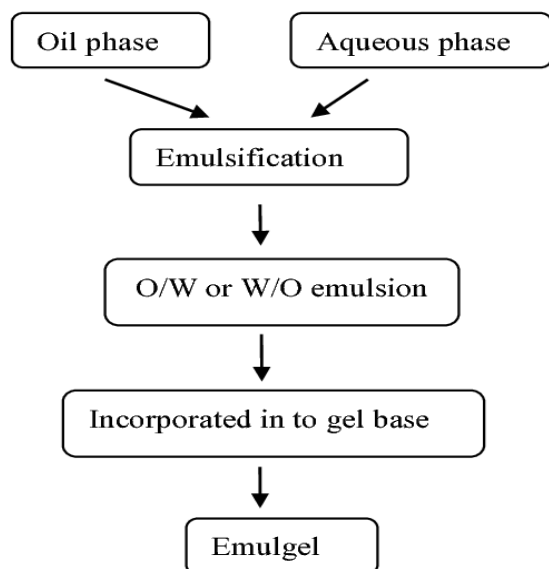 Oil phase
Aqueous phase
Emulsification
O/W or W/O emulsion
Incorporated in to gel base
Emulgel